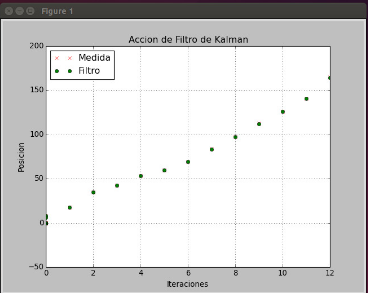 Figure 1
Accion de Filtro de Kalman
Medida
Filtro
200
150
100
50
0
−50
Posicion
0 2 4 6 8 10 12
Iteraciones